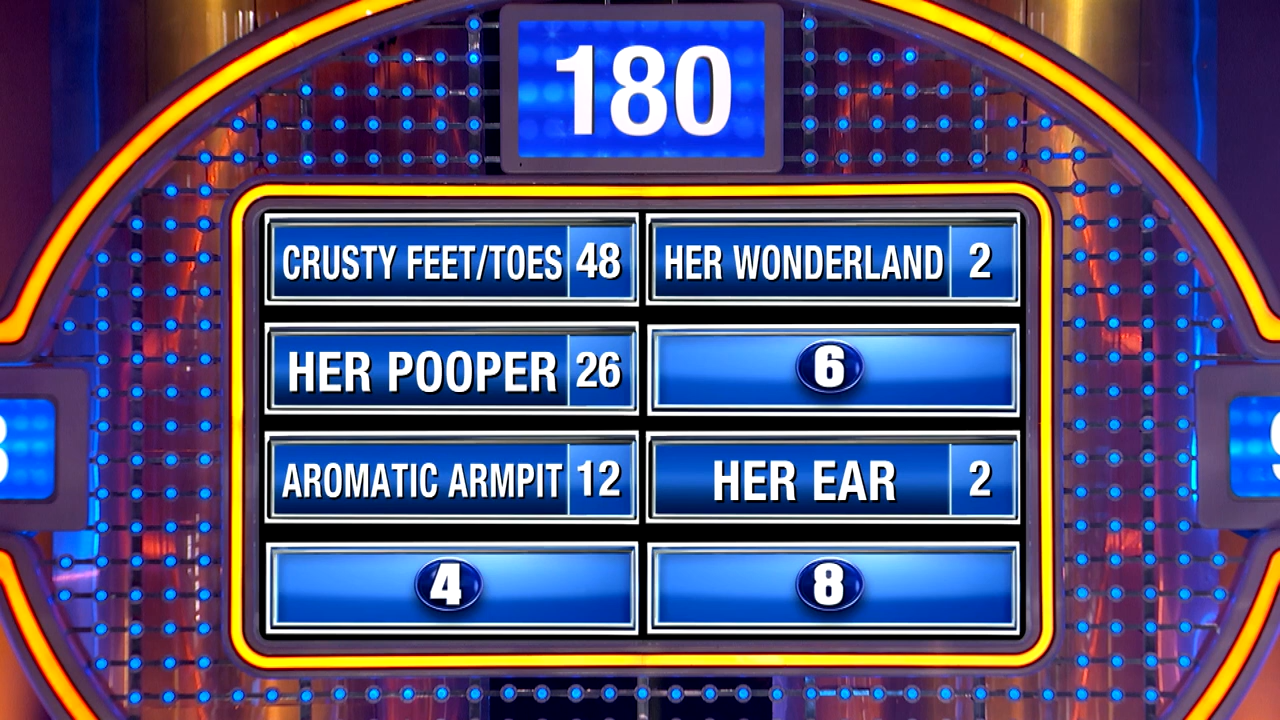 180
CRUSTY FEET/TOES 48
HER POOPER 26
AROMATIC ARMPIT 12
4
HER WONDERLAND 2
6
HER EAR 2
8